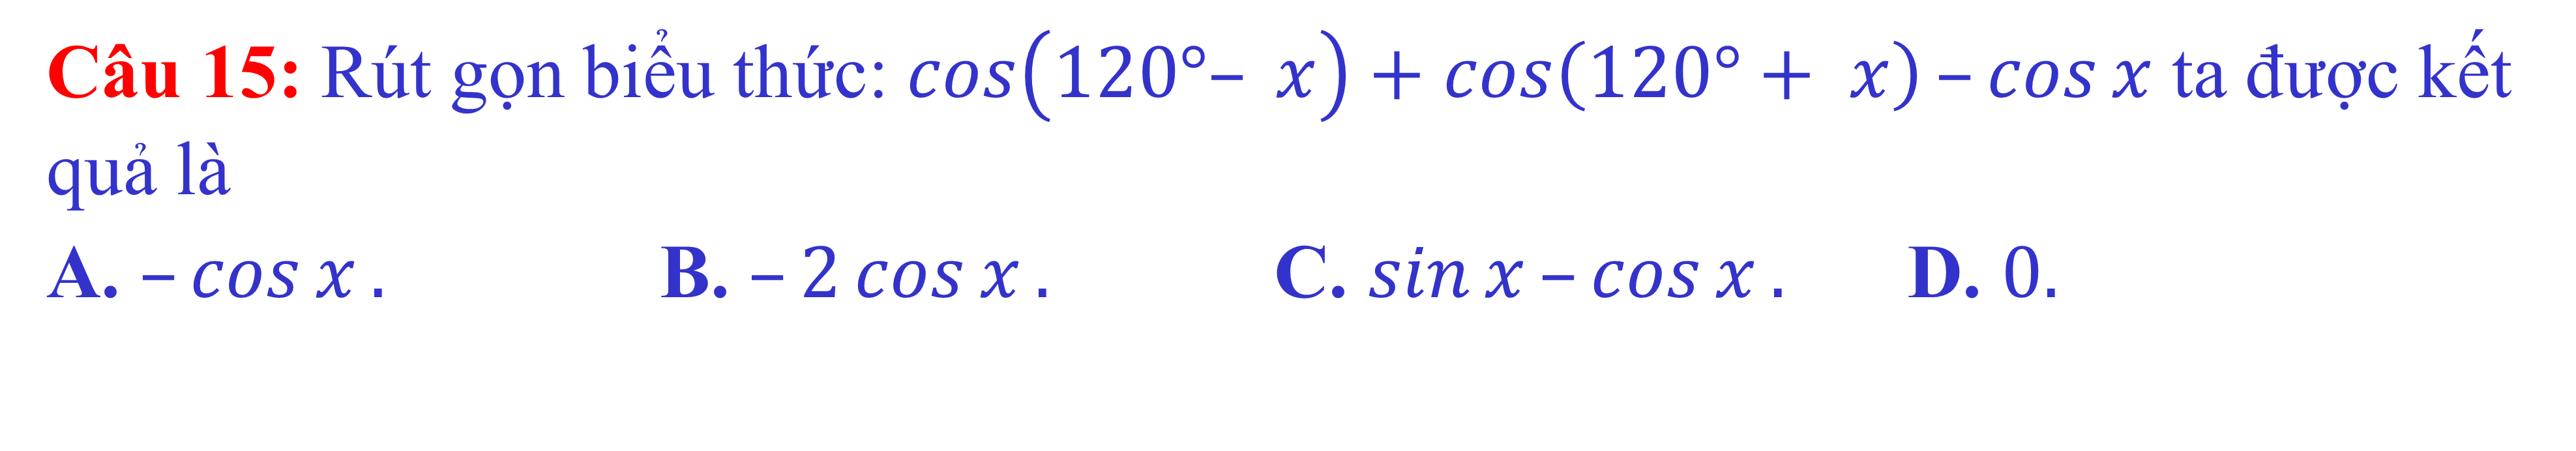 Câu 15: Rút gọn biểu thức: cos(120°– x) + cos(120° + x) – cos x ta được kết
quả là
A. – cos x . B. – 2 cos x . C. sin x – cos x . D. 0.